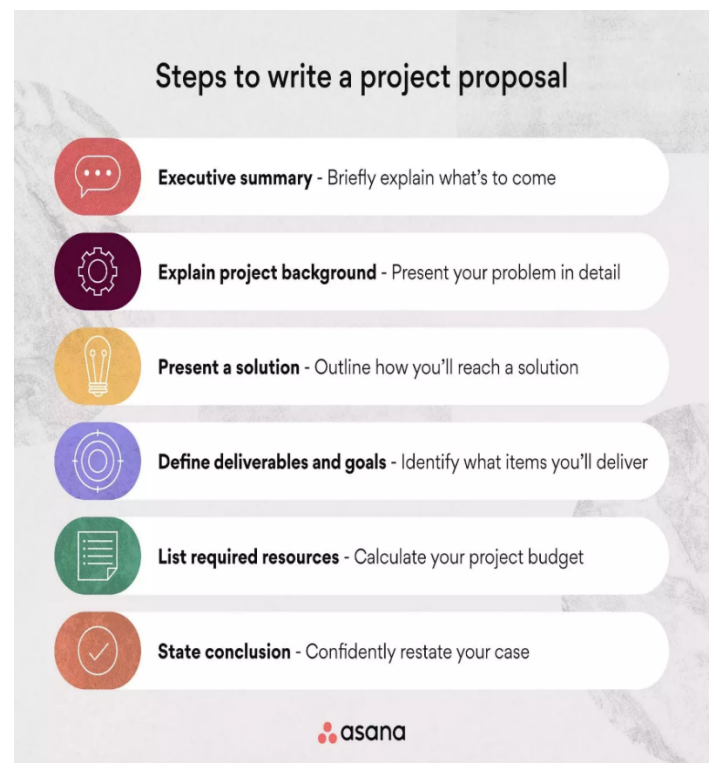 Steps to write a project proposal
Executive summary - Briefly explain what's to come
Explain project background - Present your problem in detail
Present a solution - Outline how you'll reach a solution
Define deliverables and goals - Identify what items you'll deliver
List required resources - Calculate your project budget
State conclusion - Confidently restate your case
asana